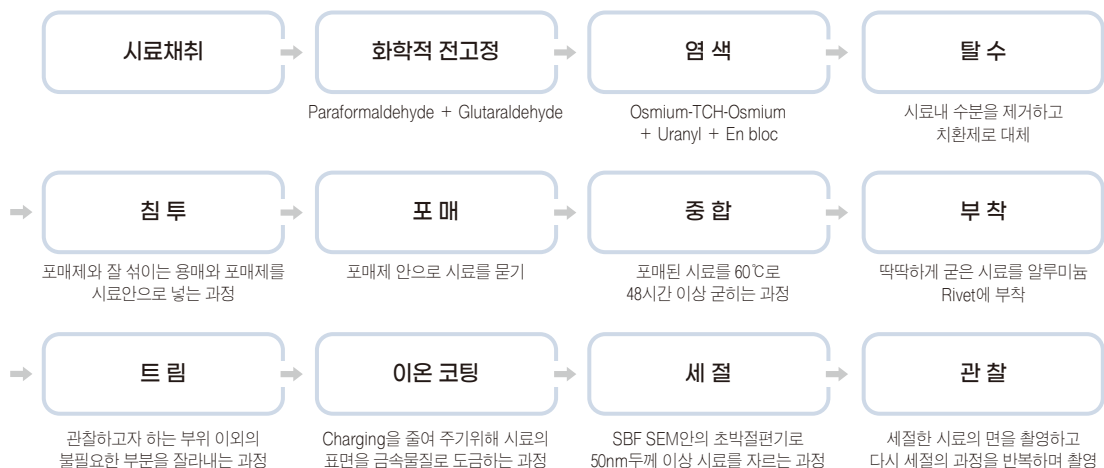 시료채취
화학적 전고정
Paraformaldehyde + Glutaraldehyde
염 색
Osmium-TCH-Osmium
+ Uranyl + En bloc
탈 수
시료내 수분을 제거하고
치환제로 대체
침 투
포매제와 잘 섞이는 용매와 포매제를
시료안으로 넣는 과정
포 매
포매제 안으로 시료를 묻기
중 합
포매된 시료를 60℃로
48시간 이상 굳히는 과정
부 착
딱딱하게 굳은 시료를 알루미늄
Rivet에 부착
트 림
관찰하고자 하는 부위 이외의
불필요한 부분을 잘라내는 과정
이온 코팅
Charging을 줄여 주기위해 시료의
표면을 금속물질로 도금하는 과정
세 절
SBF SEM안의 초박절편기로
50nm두께 이상 시료를 자르는 과정
관 찰
세절한 시료의 면을 촬영하고
다시 세절의 과정을 반복하며 촬영